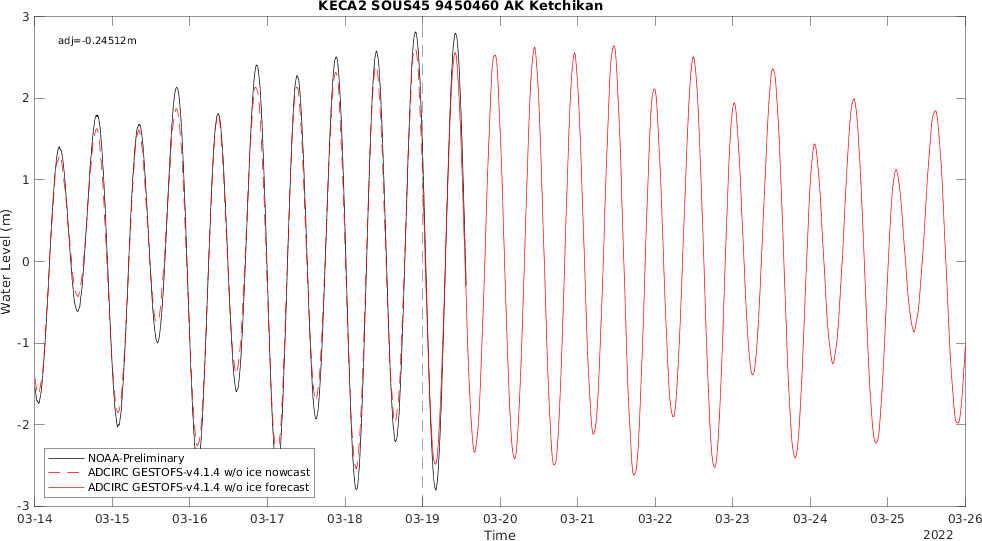 KECA2 SOUS45 9450460 AK Ketchikan
3
adj=-0.24512m
2
1
0
-1
-2
-3
Water Level (m)
NOAA-Preliminary
ADCIRC GESTOFS-v4.1.4 w/o ice nowcast
ADCIRC GESTOFS-v4.1.4 w/o ice forecast
03-14 03-15 03-16 03-17 03-18 03-19 03-20 03-21 03-22 03-23 03-24 03-25 03-26
Time
2022